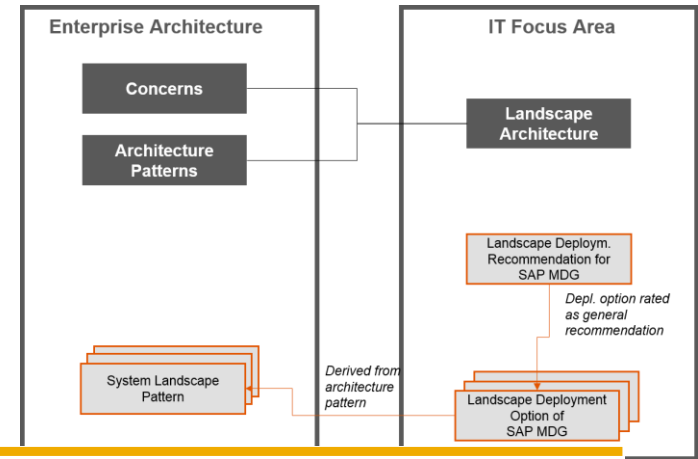 Enterprise Architecture
IT Focus Area
Concerns
Architecture
Patterns
Landscape
Architecture
Landscape Deploym.
Recommendation for
SAP MDG
Depl. option rated
as general
recommendation
System Landscape
Pattern
Derived from
architecture
pattern
Landscape Deployment
Option of
SAP MDG